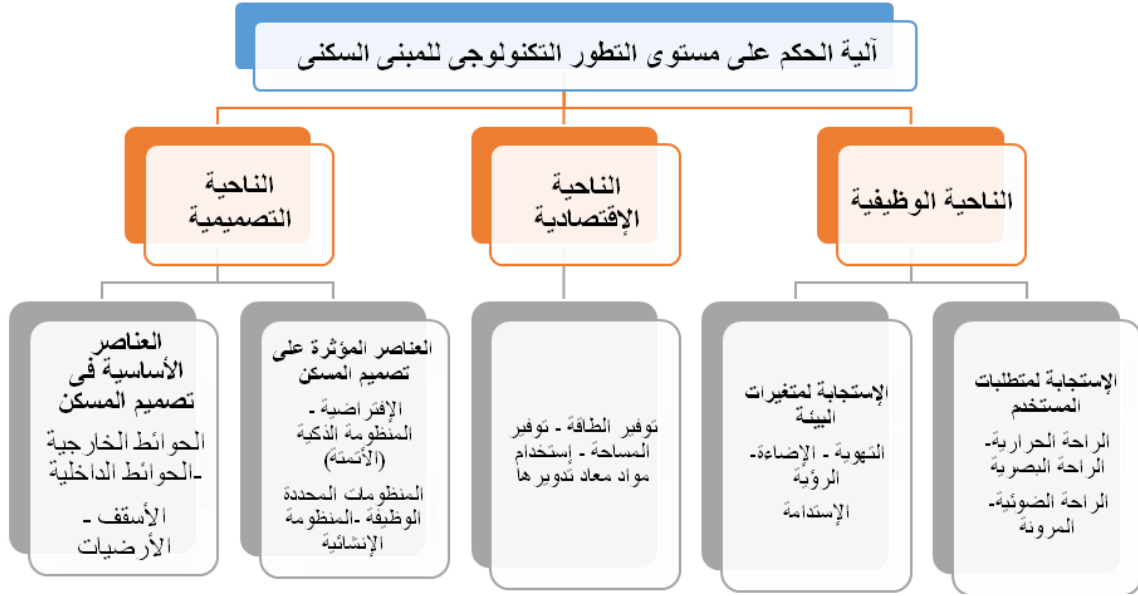 آلية الحكم على مستوى التطور التكنولوجى للمبنى السكنى
الناحية الوظيفية
الناحية
الإقتصادية
الناحية
التصميمية
الإستجابة لمتطلبات
المستخدم
الراحة الحرارية-
الراحة البصرية
الراحة الضوئية-
المرونة
الإستجابة لمتغيرات
البيئة
التهوية - الإضاءة-
الرؤية
الإستدامة
توفير الطاقة - توفير
المساحة - إستخدام
مواد معاد تدويرها
العناصر المؤثرة على
تصميم المسكن
الإفتراضية -
المنظومة الذكية
(الأتمتة)
المنظومات المحددة
الوظيفة -المنظومة
الإنشائية
العناصر
الأساسية فى
تصميم المسكن
الحوائط الخارجية
-الحوائط الداخلية
الأسقف -
الأرضيات